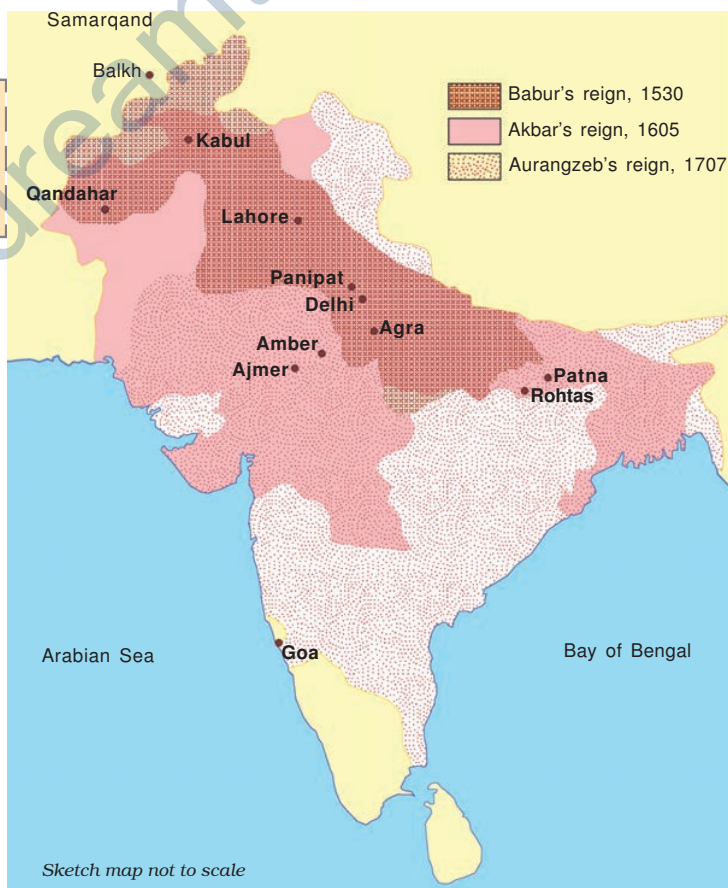 Samarqand
Balkh
Babur's reign, 1530
Akbar's reign, 1605
Aurangzeb's reign, 1707
Kabul
Qandahar
Lahore
Panipat
Delhi
Agra
Amber
Ajmer
Patna
Rohtas
Goa
Arabian Sea
Bay of Bengal
Sketch map not to scale